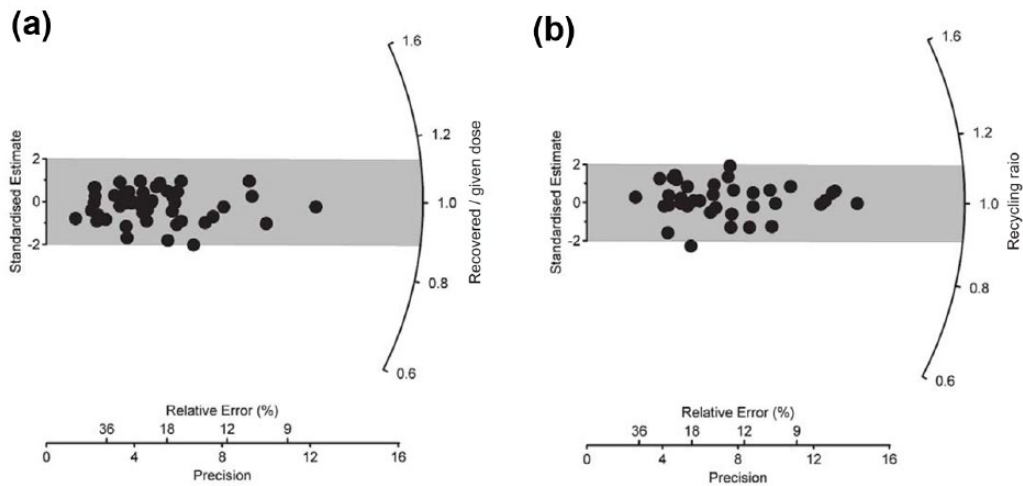 (a)
1.6
1.2
1.0
0.8
0.6
Recovered / given dose
Standardised Estimate
2
0
-2
Relative Error (%)
36 18 12 9
0 4 8 12 16
Precision
(b)
1.6
1.2
1.0
0.8
0.6
Recycling raio
Standardised Estimate
2
0
-2
Relative Error (%)
36 18 12 9
0 4 8 12 16
Precision